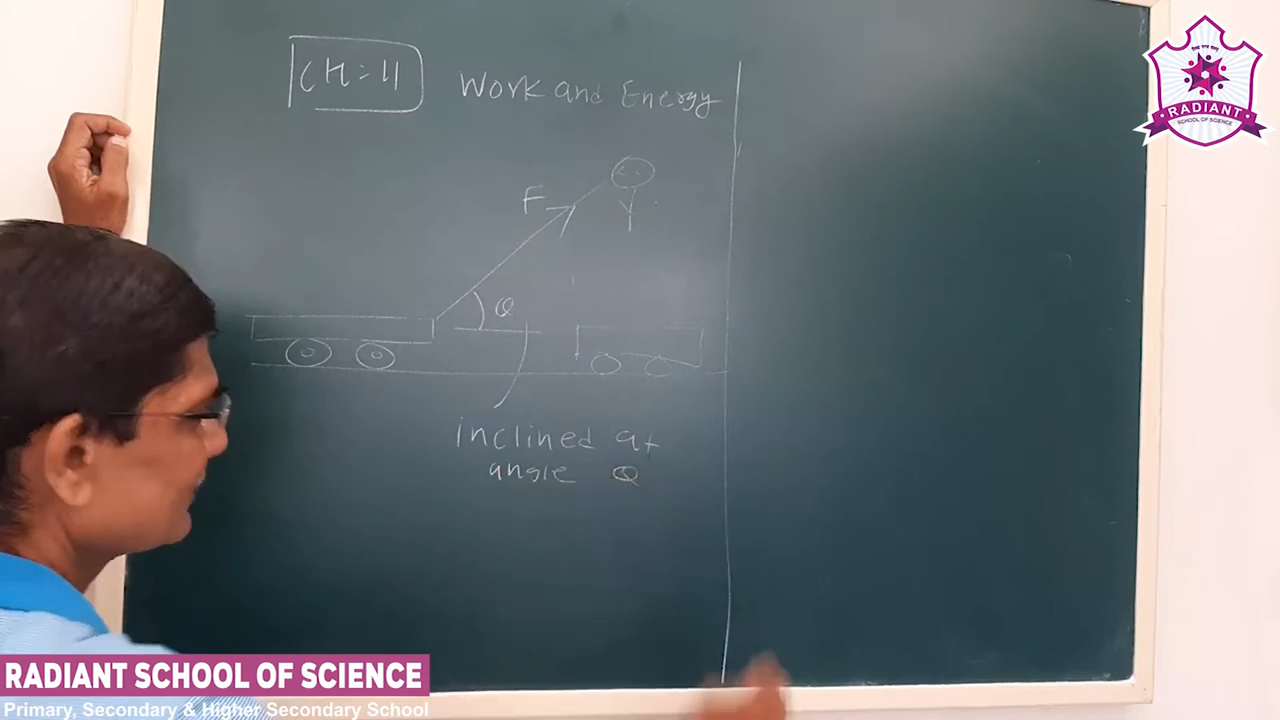 CH=11 Work and Energy
F
θ
inclined at
angle θ
RADIANT
SCHOOL OF SCIENCE
RADIANT SCHOOL OF SCIENCE
Primary, Secondary & Higher Secondary School